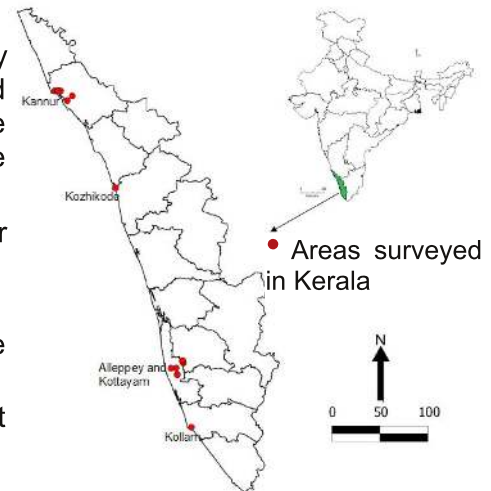 y
d
e
e
r
e
t
Kannur
Kozhikode
Alleppey and
Kottayam
Kollam
L
Areas surveyed
in Kerala
N
0 50 100